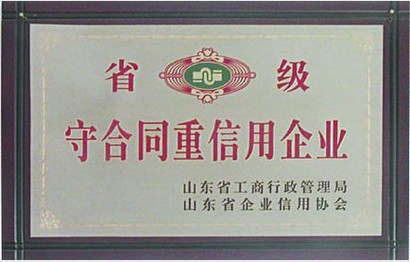 省 级
守合同重信用企业
山东省工商行政管理局
山东省企业信用协会